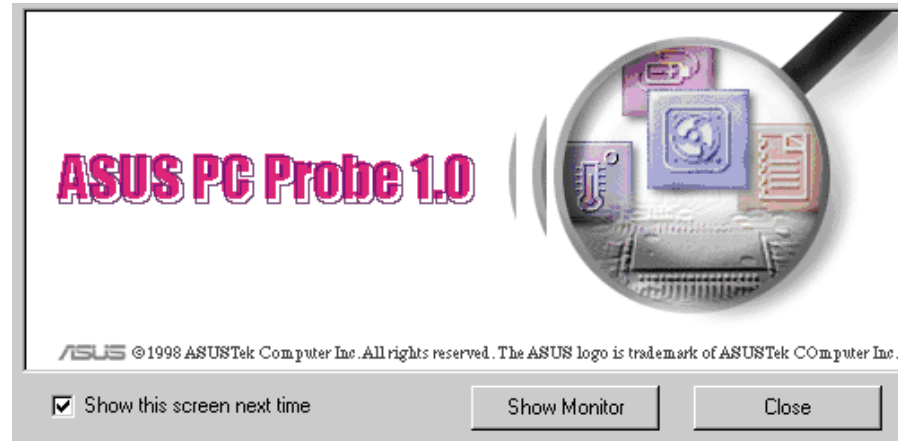 ASUS PC Probe 1.0
ASUS ©1998 ASUSTek Computer Inc. All rights reserved. The ASUS logo is trademark of ASUSTek COmputer Inc.
Show this screen next time
Show Monitor
Close